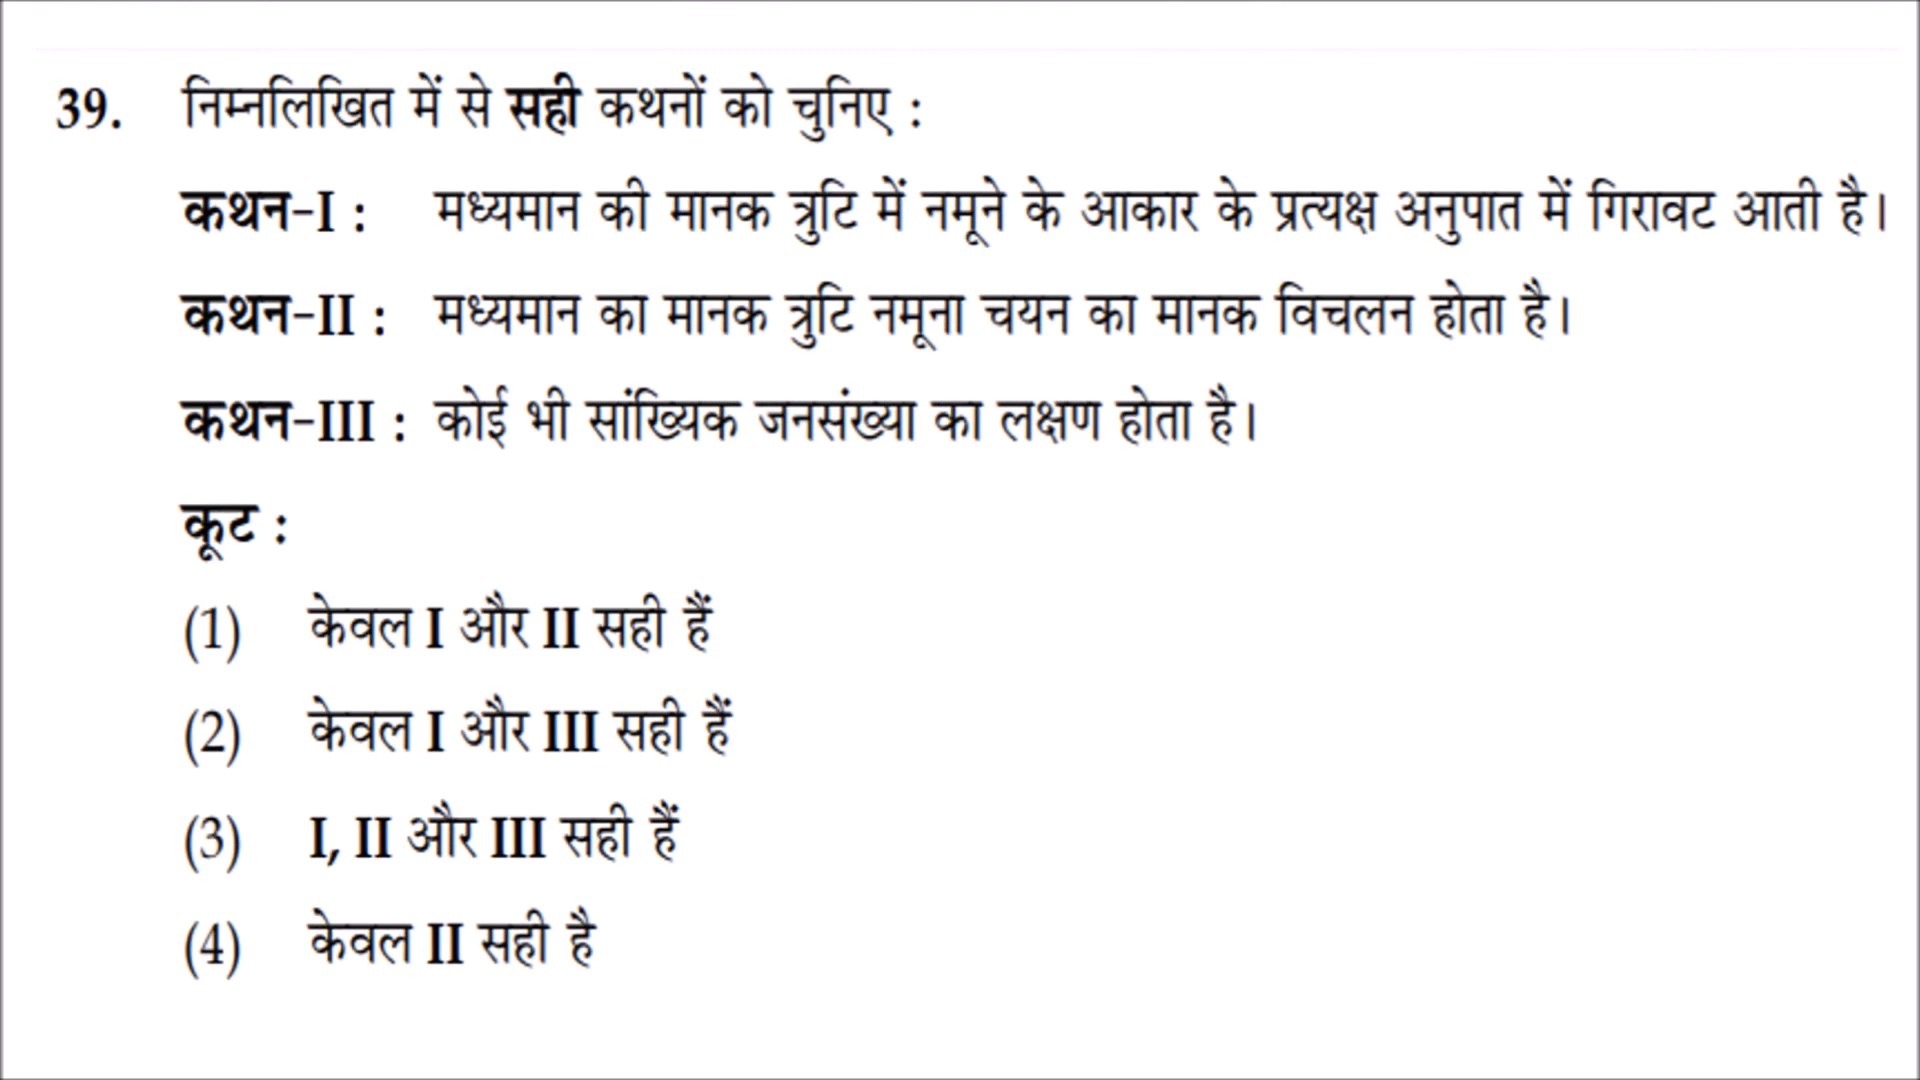 39. निम्नलिखित में से सही कथनों को चुनिए :
कथन-I : मध्यमान की मानक त्रुटि में नमूने के आकार के प्रत्यक्ष अनुपात में गिरावट आती है।
कथन-II : मध्यमान का मानक त्रुटि नमूना चयन का मानक विचलन होता है।
कथन-III : कोई भी सांख्यिक जनसंख्या का लक्षण होता है।
कूट :
(1) केवल I और II सही हैं
(2) केवल I और III सही हैं
(3) I, II और III सही हैं
(4) केवल II सही है